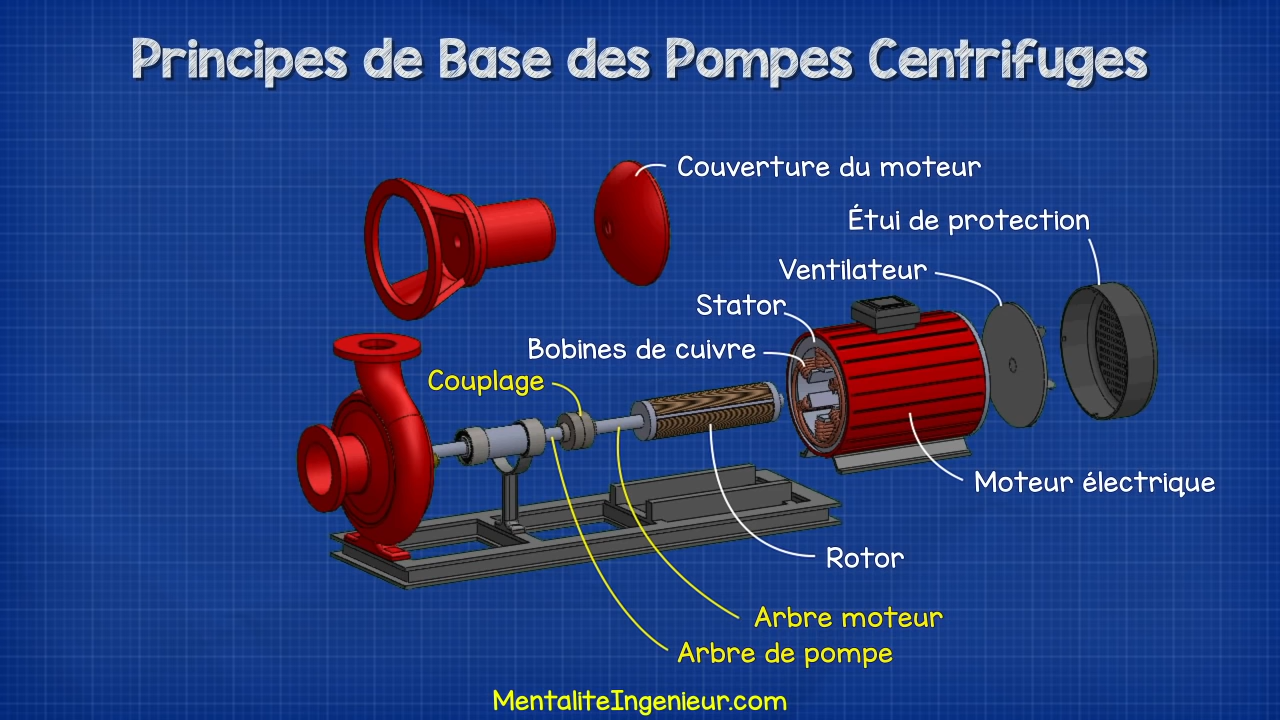 Principes de Base des Pompes Centrifuges
Couverture du moteur
Étui de protection
Ventilateur
Stator
Bobines de cuivre
Couplage
Moteur électrique
Rotor
Arbre moteur
Arbre de pompe
MentaliteIngenieur.com